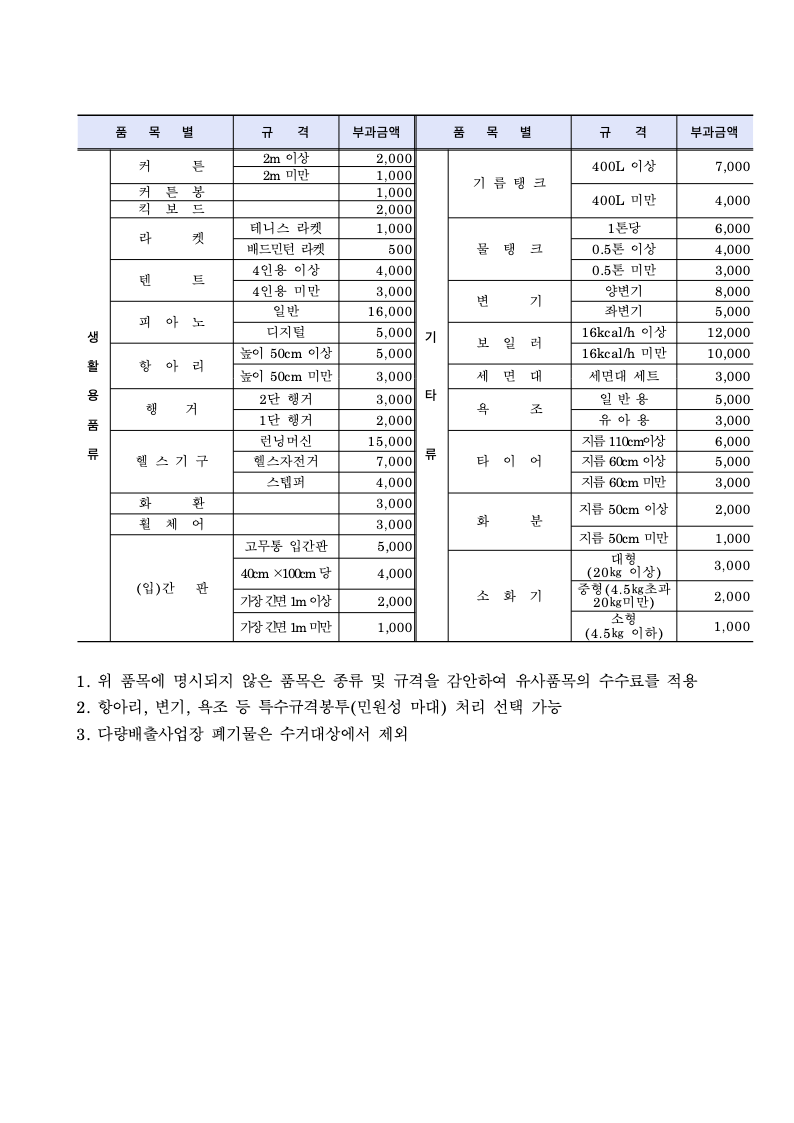 품 목 별 규 격 부과금액 품 목 별 규 격 부과금액
생활용품류
커 튼 2m 이상 2,000
2m 미만 1,000
커 튼 봉 1,000
킥 보 드 2,000
라 켓 테니스 라켓 1,000
배드민턴 라켓 500
텐 트 4인용 이상 4,000
4인용 미만 3,000
피 아 노 일반 16,000
디지털 5,000
항 아 리 높이 50cm 이상 5,000
높이 50cm 미만 3,000
행 거 2단 행거 3,000
1단 행거 2,000
헬 스 기 구 런닝머신 15,000
헬스자전거 7,000
스텝퍼 4,000
화 환 3,000
휠 체 어 3,000
(입)간 판 고무통 입간판 5,000
40cm ×100cm 당 4,000
가장 긴면 1m 이상 2,000
가장 긴면 1m 미만 1,000
기타류
기 름 탱 크 400L 이상 7,000
400L 미만 4,000
물 탱 크 1톤당 6,000
0.5톤 이상 4,000
0.5톤 미만 3,000
변 기 양변기 8,000
좌변기 5,000
보 일 러 16kcal/h 이상 12,000
16kcal/h 미만 10,000
세 면 대 세면대 세트 3,000
욕 조 일 반 용 5,000
유 아 용 3,000
타 이 어 지름 110cm이상 6,000
지름 60cm 이상 5,000
지름 60cm 미만 3,000
화 분 지름 50cm 이상 2,000
지름 50cm 미만 1,000
소 화 기 대형
(20㎏ 이상) 3,000
중형(4.5㎏초과
20㎏미만) 2,000
소형
(4.5㎏ 이하) 1,000
1. 위 품목에 명시되지 않은 품목은 종류 및 규격을 감안하여 유사품목의 수수료를 적용
2. 항아리, 변기, 욕조 등 특수규격봉투(민원성 마대) 처리 선택 가능
3. 다량배출사업장 폐기물은 수거대상에서 제외